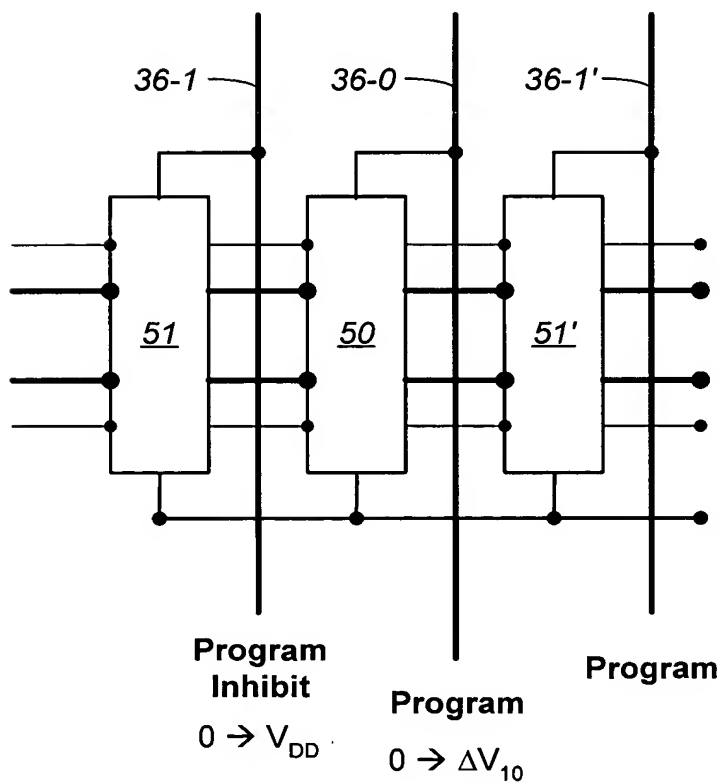 36-1
36-0
36-1'
51
50
51'
Program
Inhibit
0 → V_DD
Program
0 → ΔV_10
Program